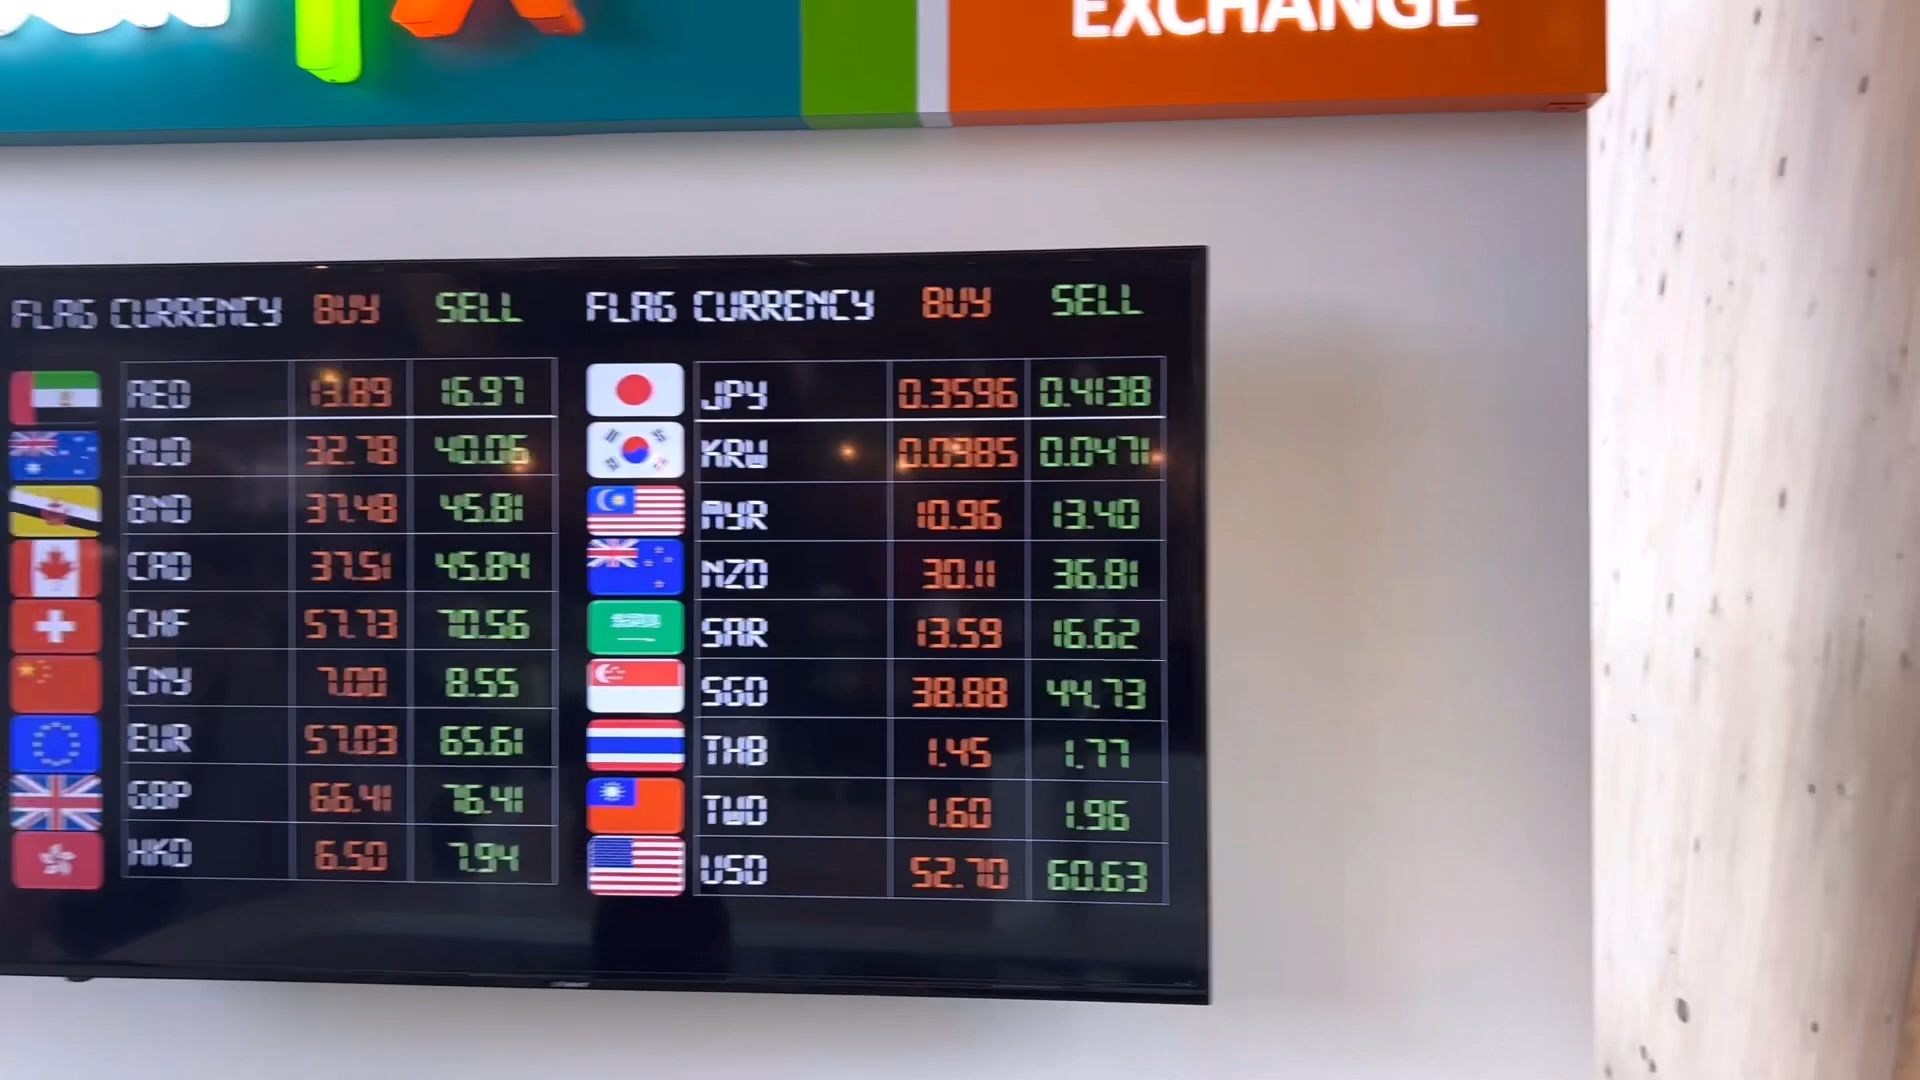 EXCHANGE
FLAG CURRENCY BUY SELL FLAG CURRENCY BUY SELL
AED 13.89 16.97 JPY 0.3596 0.4138
AUD 32.78 40.06 KRW 0.0385 0.0471
BND 37.48 45.81 MYR 10.96 13.40
CAD 37.51 45.84 NZD 30.11 36.81
CHF 57.73 70.56 SAR 13.59 16.62
CNY 7.00 8.55 SGD 38.88 44.73
EUR 57.03 65.61 THB 1.45 1.77
GBP 66.41 76.41 TWD 1.60 1.96
HKD 6.50 7.94 USD 52.70 60.63